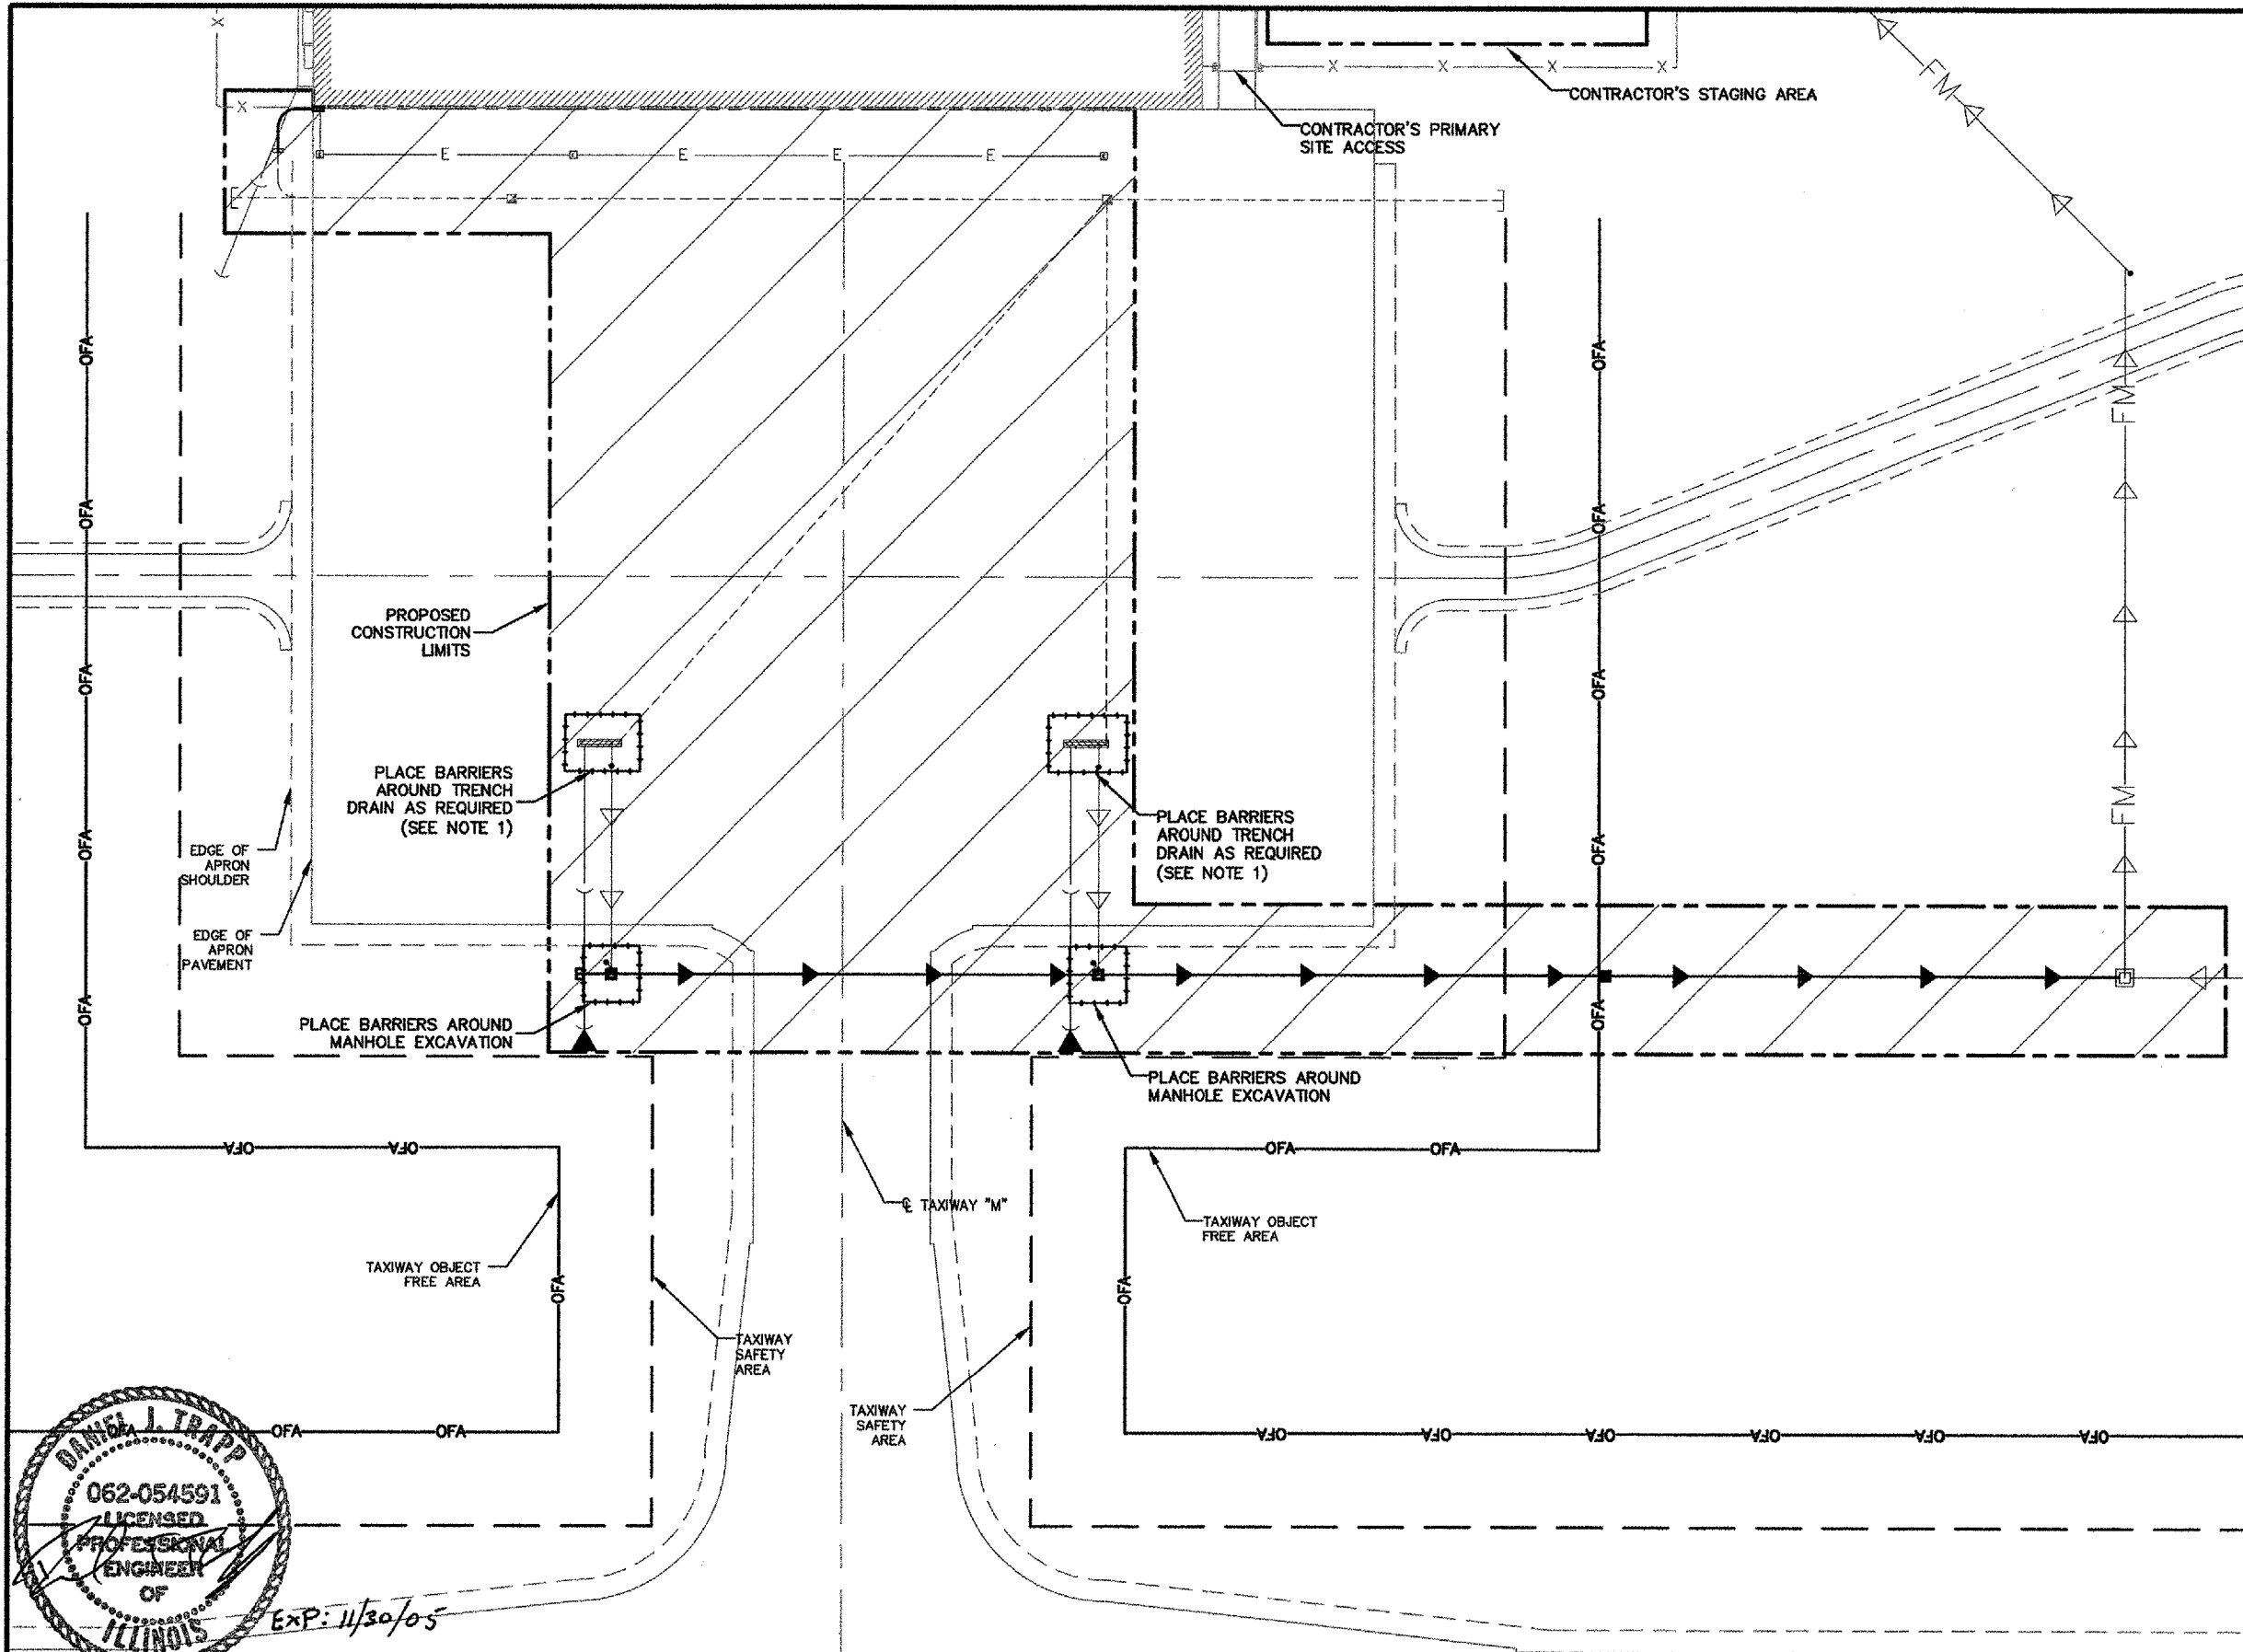 CONTRACTOR'S STAGING AREA
CONTRACTOR'S PRIMARY
SITE ACCESS
X
X
X
X
X
X
FM
E
E
E
E
OFA
OFA
OFA
OFA
OFA
OFA
OFA
OFA
OFA
OFA
FM
FM
PROPOSED
CONSTRUCTION
LIMITS
PLACE BARRIERS
AROUND TRENCH
DRAIN AS REQUIRED
(SEE NOTE 1)
PLACE BARRIERS
AROUND TRENCH
DRAIN AS REQUIRED
(SEE NOTE 1)
EDGE OF
APRON
SHOULDER
EDGE OF
APRON
PAVEMENT
PLACE BARRIERS AROUND
MANHOLE EXCAVATION
PLACE BARRIERS AROUND
MANHOLE EXCAVATION
OFA
OFA
OFA
OFA
℄ TAXIWAY "M"
TAXIWAY OBJECT
FREE AREA
TAXIWAY OBJECT
FREE AREA
OFA
OFA
TAXIWAY
SAFETY
AREA
TAXIWAY
SAFETY
AREA
OFA
OFA
OFA
OFA
OFA
OFA
OFA
OFA
OFA
DANIEL J. TRAPP
062-054591
LICENSED
PROFESSIONAL
ENGINEER
OF
ILLINOIS
EXP: 11/30/05